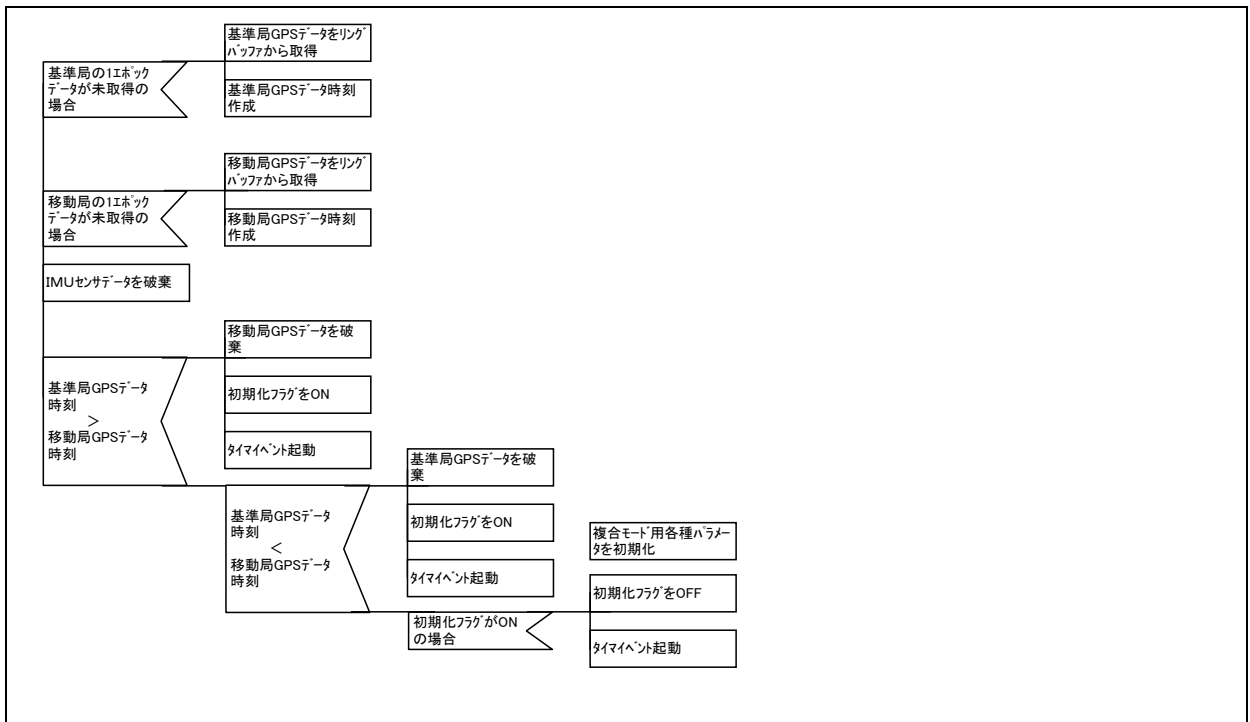 基準局GPSﾃﾞｰﾀをﾘﾝｸﾞ
ﾊﾞｯﾌｧから取得
基準局の1ｴﾎﾟｯｸ
ﾃﾞｰﾀが未取得の
場合
基準局GPSﾃﾞｰﾀ時刻
作成
移動局GPSﾃﾞｰﾀをﾘﾝｸﾞ
ﾊﾞｯﾌｧから取得
移動局の1ｴﾎﾟｯｸ
ﾃﾞｰﾀが未取得の
場合
移動局GPSﾃﾞｰﾀ時刻
作成
IMUｾﾝｻﾃﾞｰﾀを破棄
移動局GPSﾃﾞｰﾀを破
棄
基準局GPSﾃﾞｰﾀ
時刻
＞
移動局GPSﾃﾞｰﾀ
時刻
初期化ﾌﾗｸﾞをON
ﾀｲﾏｲﾍﾞﾝﾄ起動
基準局GPSﾃﾞｰﾀを破
棄
基準局GPSﾃﾞｰﾀ
時刻
＜
移動局GPSﾃﾞｰﾀ
時刻
初期化ﾌﾗｸﾞをON
ﾀｲﾏｲﾍﾞﾝﾄ起動
複合ﾓｰﾄﾞ用各種ﾊﾟﾗﾒｰ
ﾀを初期化
初期化ﾌﾗｸﾞがON
の場合
初期化ﾌﾗｸﾞをOFF
ﾀｲﾏｲﾍﾞﾝﾄ起動